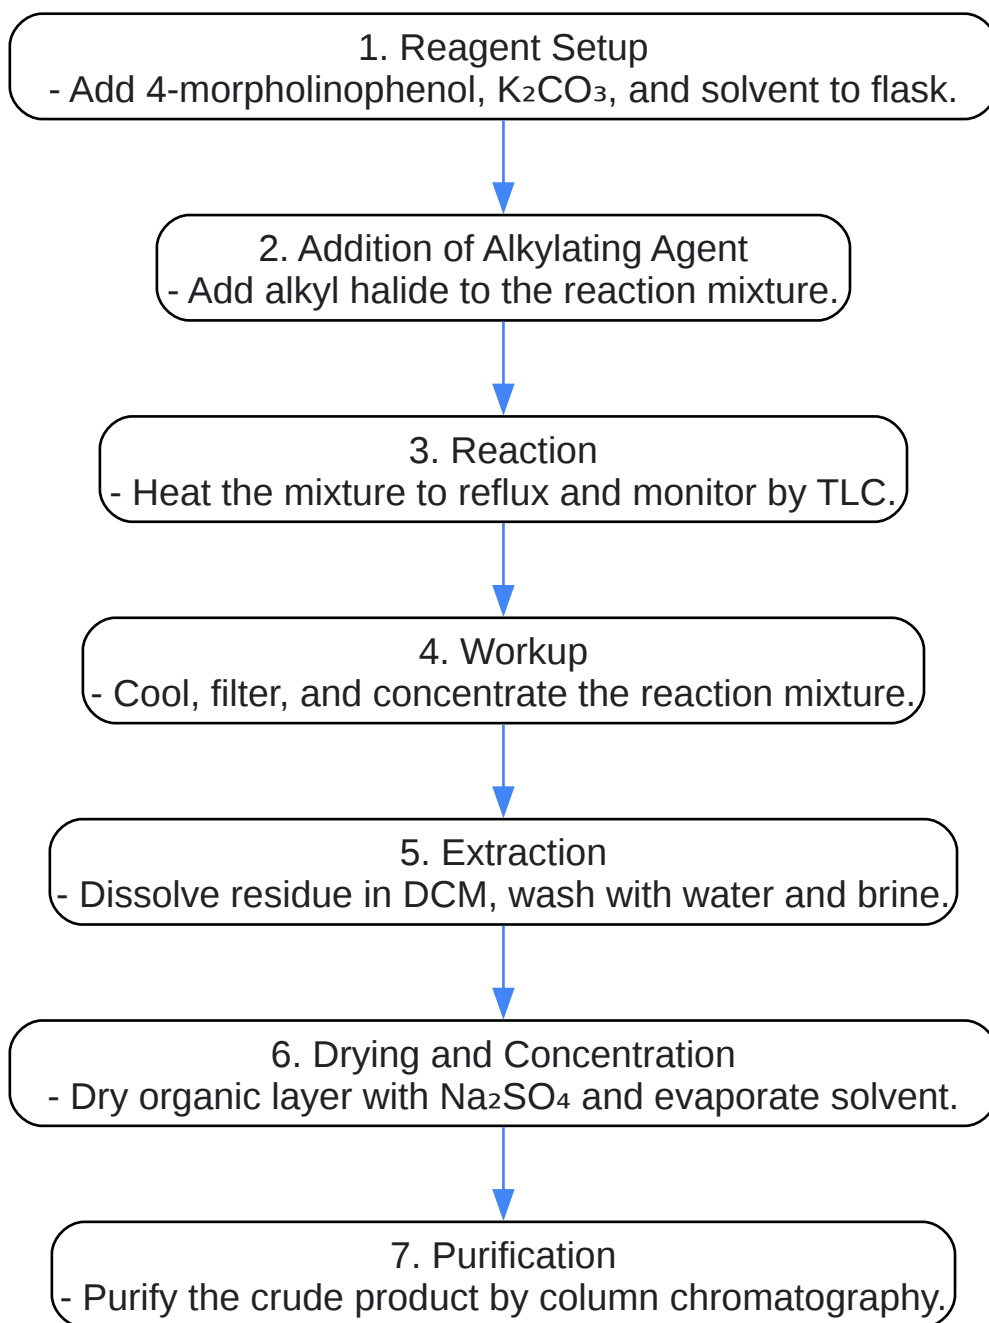 1. Reagent Setup
- Add 4-morpholinophenol, K₂CO₃, and solvent to flask.
2. Addition of Alkylating Agent
- Add alkyl halide to the reaction mixture.
3. Reaction
- Heat the mixture to reflux and monitor by TLC.
4. Workup
- Cool, filter, and concentrate the reaction mixture.
5. Extraction
- Dissolve residue in DCM, wash with water and brine.
6. Drying and Concentration
- Dry organic layer with Na₂SO₄ and evaporate solvent.
7. Purification
- Purify the crude product by column chromatography.